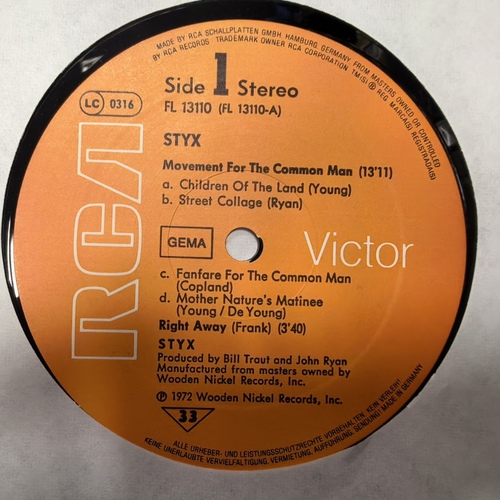 MADE BY RCA SCHALLPLATTEN GMBH, HAMBURG, GERMANY, FROM MASTERS OWNED OR CONTROLLED
BY RCA RECORDS TRADEMARK OWNER RCA CORPORATION TM(S) ® REG. MARCA(S) REGISTRADA(S)
Side 1 Stereo
FL 13110 (FL 13110-A)
LC 0316
STYX
Movement For The Common Man (13'11)
a. Children Of The Land (Young)
b. Street Collage (Ryan)
GEMA
RCA
Victor
c. Fanfare For The Common Man
(Copland)
d. Mother Nature's Matinee
(Young / De Young)
Right Away (Frank) (3'40)
STYX
Produced by Bill Traut and John Ryan
Manufactured from masters owned by
Wooden Nickel Records, Inc.
℗ 1972 Wooden Nickel Records, Inc.
33
ALLE URHEBER- UND LEISTUNGSSCHUTZRECHTE VORBEHALTEN. KEIN VERLEIH!
KEINE UNERLAUBTE VERVIELFÄLTIGUNG, VERMIETUNG, AUFFÜHRUNG, SENDUNG! MADE IN GERMANY